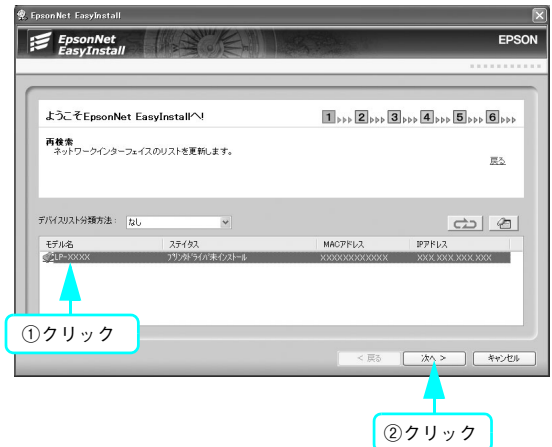 EpsonNet EasyInstall
EpsonNet
EasyInstall
EPSON
ようこそEpsonNet EasyInstallへ!
1 2 3 4 5 6
再検索
ネットワークインターフェイスのリストを更新します。
戻る
デバイスリスト分類方法: なし
モデル名 ステイタス MACアドレス IPアドレス
LP-XXXX プリンタドライバ未インストール XXXXXXXXXXXX XXX.XXX.XXX.XXX
①クリック
< 戻る 次へ > キャンセル
②クリック